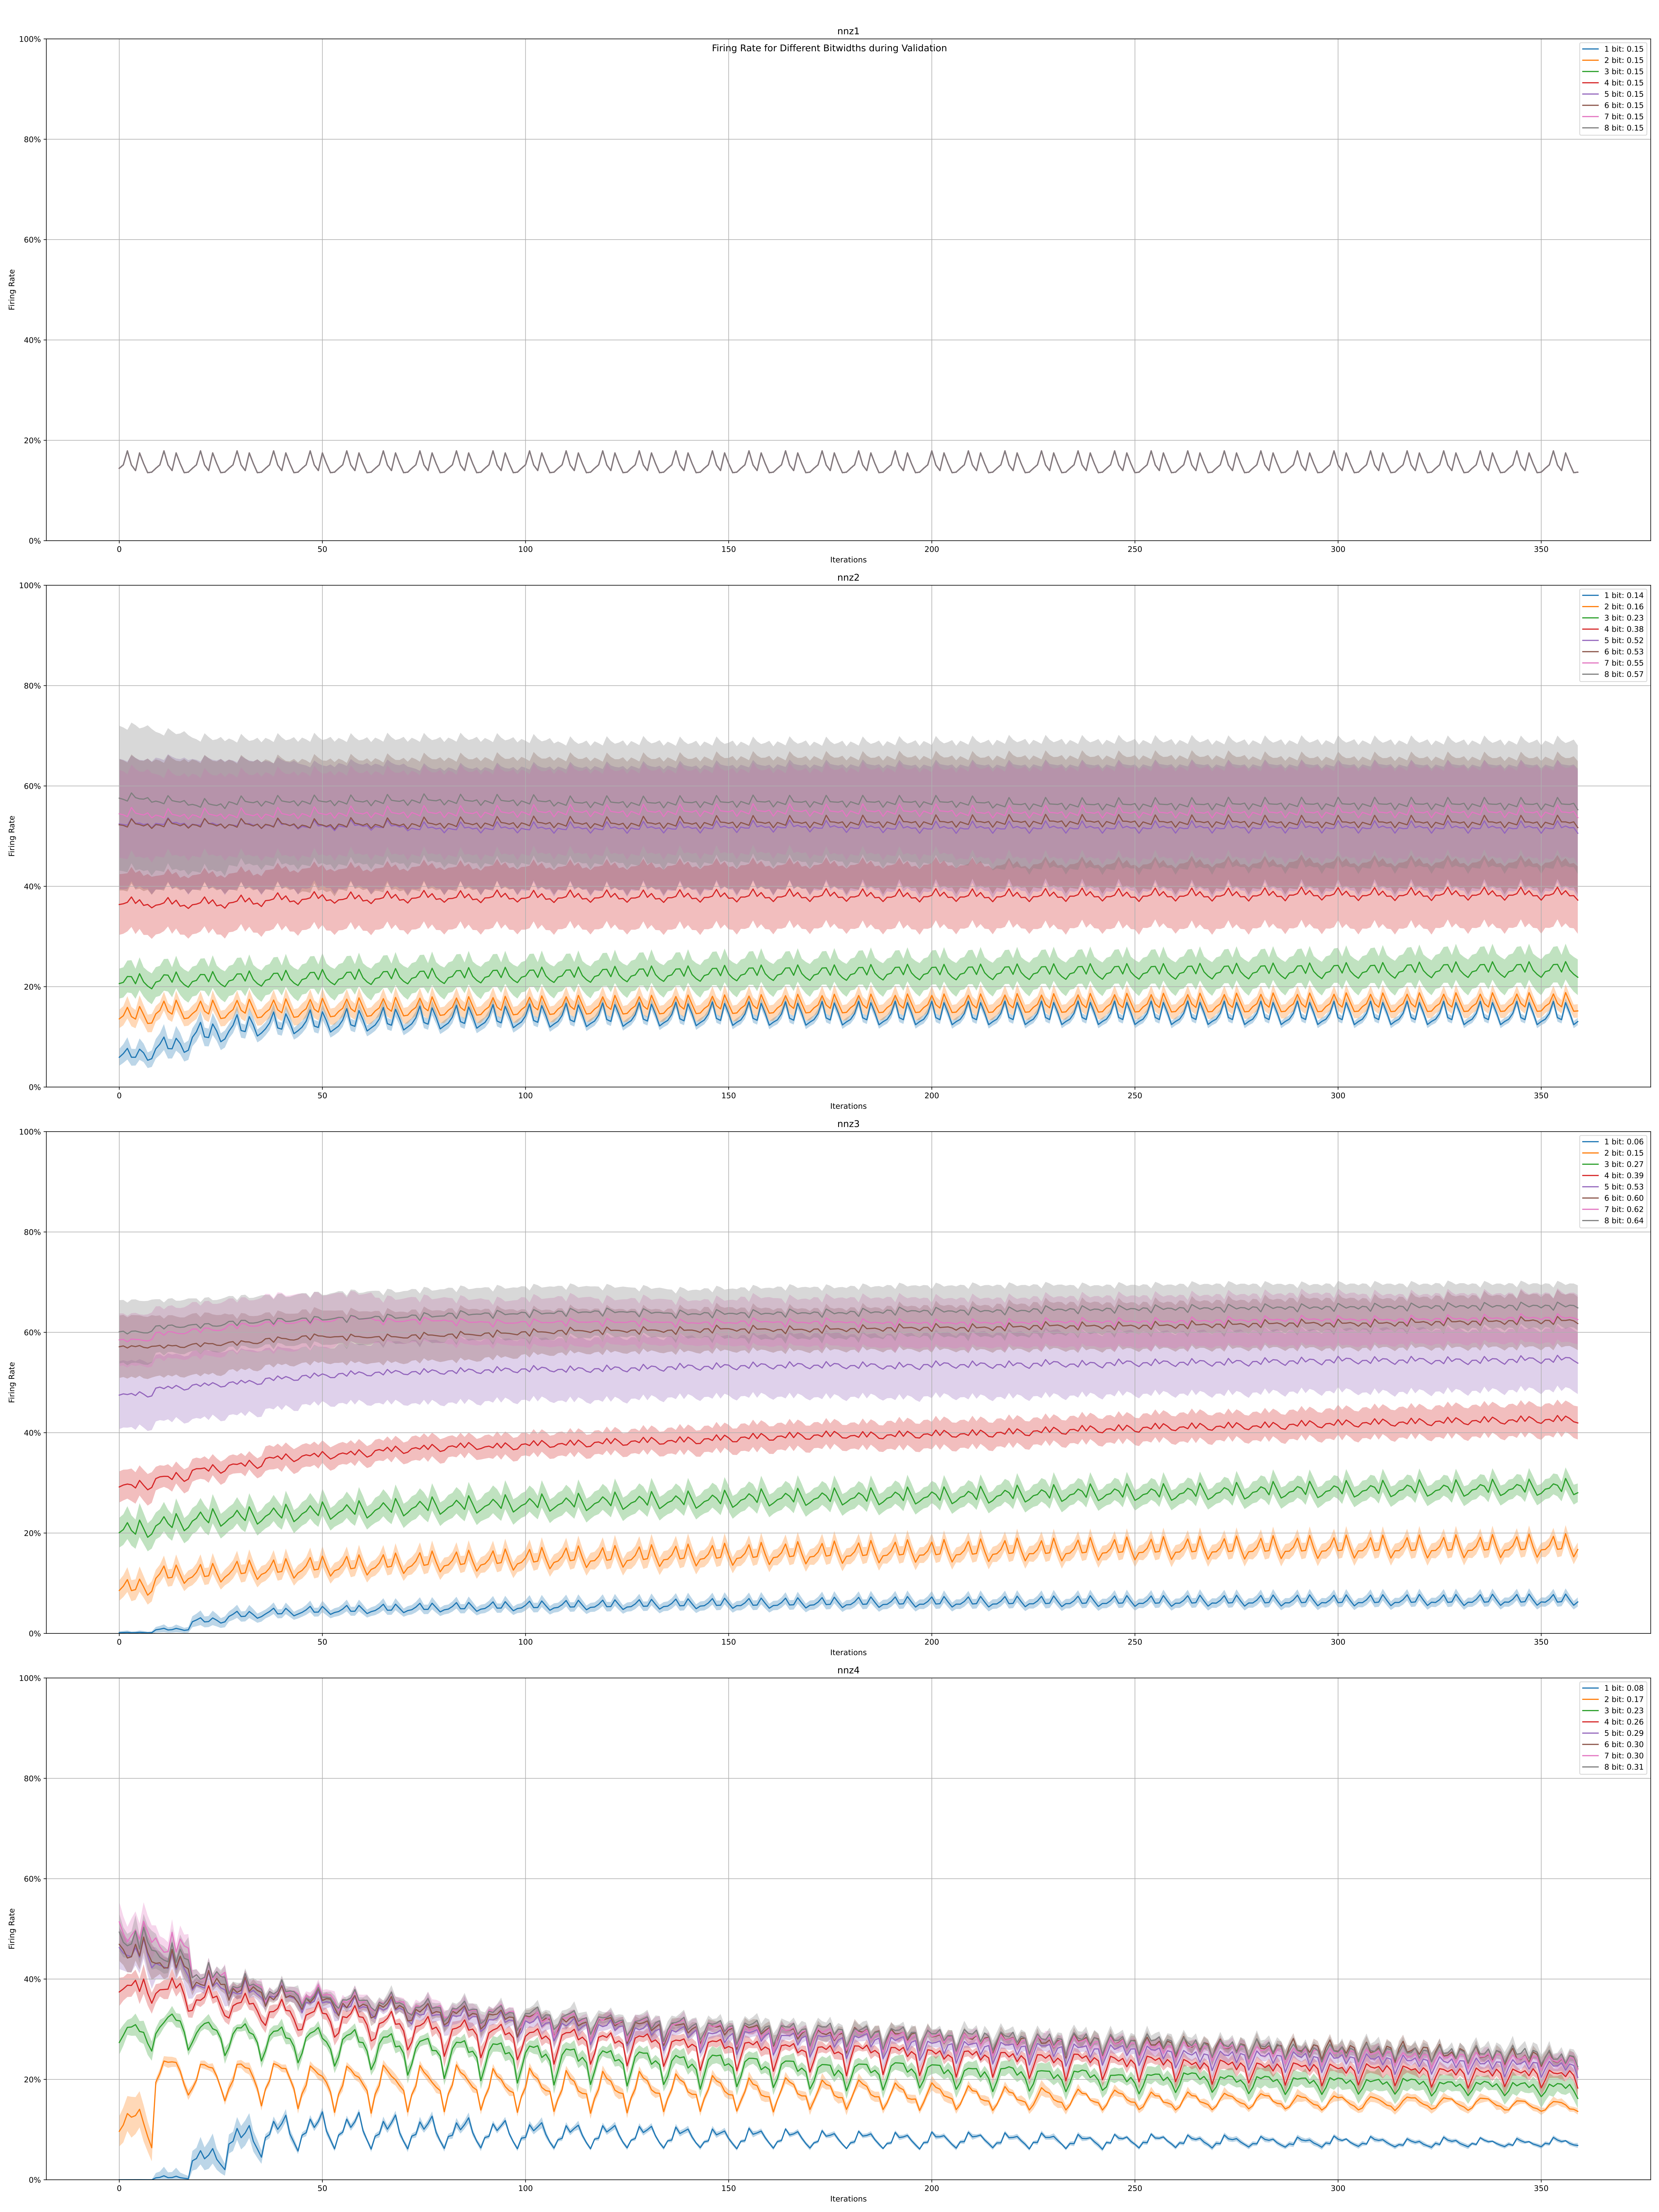 nnz1
Firing Rate for Different Bitwidths during Validation
100%
80%
60%
40%
20%
0%
Firing Rate
1 bit: 0.15
2 bit: 0.15
3 bit: 0.15
4 bit: 0.15
5 bit: 0.15
6 bit: 0.15
7 bit: 0.15
8 bit: 0.15
0 50 100 150 200 250 300 350
Iterations
nnz2
100%
80%
60%
40%
20%
0%
Firing Rate
1 bit: 0.14
2 bit: 0.16
3 bit: 0.23
4 bit: 0.38
5 bit: 0.52
6 bit: 0.53
7 bit: 0.55
8 bit: 0.57
0 50 100 150 200 250 300 350
Iterations
nnz3
100%
80%
60%
40%
20%
0%
Firing Rate
1 bit: 0.06
2 bit: 0.15
3 bit: 0.27
4 bit: 0.39
5 bit: 0.53
6 bit: 0.60
7 bit: 0.62
8 bit: 0.64
0 50 100 150 200 250 300 350
Iterations
nnz4
100%
80%
60%
40%
20%
0%
Firing Rate
1 bit: 0.08
2 bit: 0.17
3 bit: 0.23
4 bit: 0.26
5 bit: 0.29
6 bit: 0.30
7 bit: 0.30
8 bit: 0.31
0 50 100 150 200 250 300 350
Iterations